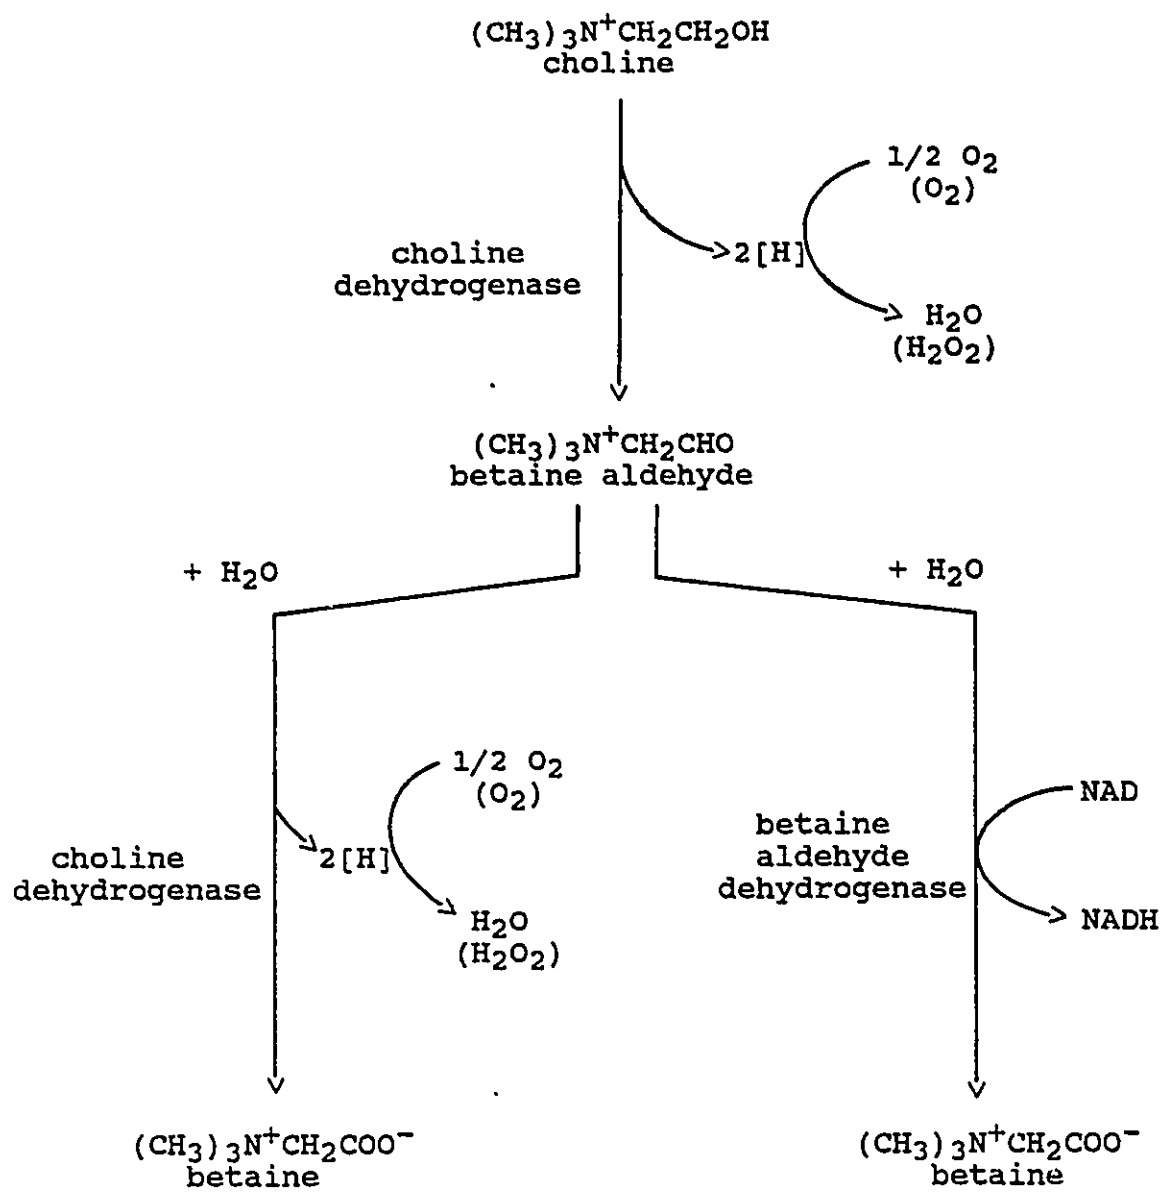 (CH₃)₃N⁺CH₂CH₂OH
choline
1/2 O₂
(O₂)
choline
dehydrogenase
2[H]
H₂O
(H₂O₂)
(CH₃)₃N⁺CH₂CHO
betaine aldehyde
+ H₂O
+ H₂O
1/2 O₂
(O₂)
choline
dehydrogenase
2[H]
H₂O
(H₂O₂)
NAD
betaine
aldehyde
dehydrogenase
NADH
(CH₃)₃N⁺CH₂COO⁻
betaine
(CH₃)₃N⁺CH₂COO⁻
betaine